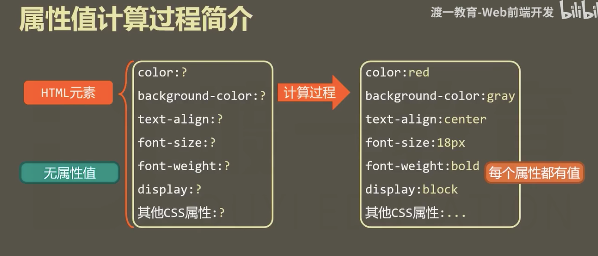 属性值计算过程简介
渡一教育-Web前端开发
bilibili
HTML元素
无属性值
color:?
background-color:?
text-align:?
font-size:?
font-weight:?
display:?
其他CSS属性:?
计算过程
color:red
background-color:gray
text-align:center
font-size:18px
font-weight:bold
display:block
其他CSS属性:...
每个属性都有值